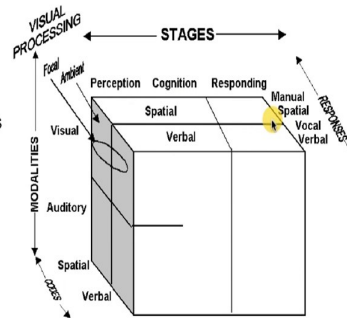 VISUAL
PROCESSING
STAGES
Focal
Ambient
Perception Cognition Responding
Manual
Spatial
Vocal
Verbal
RESPONSES
Spatial
Verbal
Visual
MODALITIES
Auditory
Spatial
Verbal
CODES